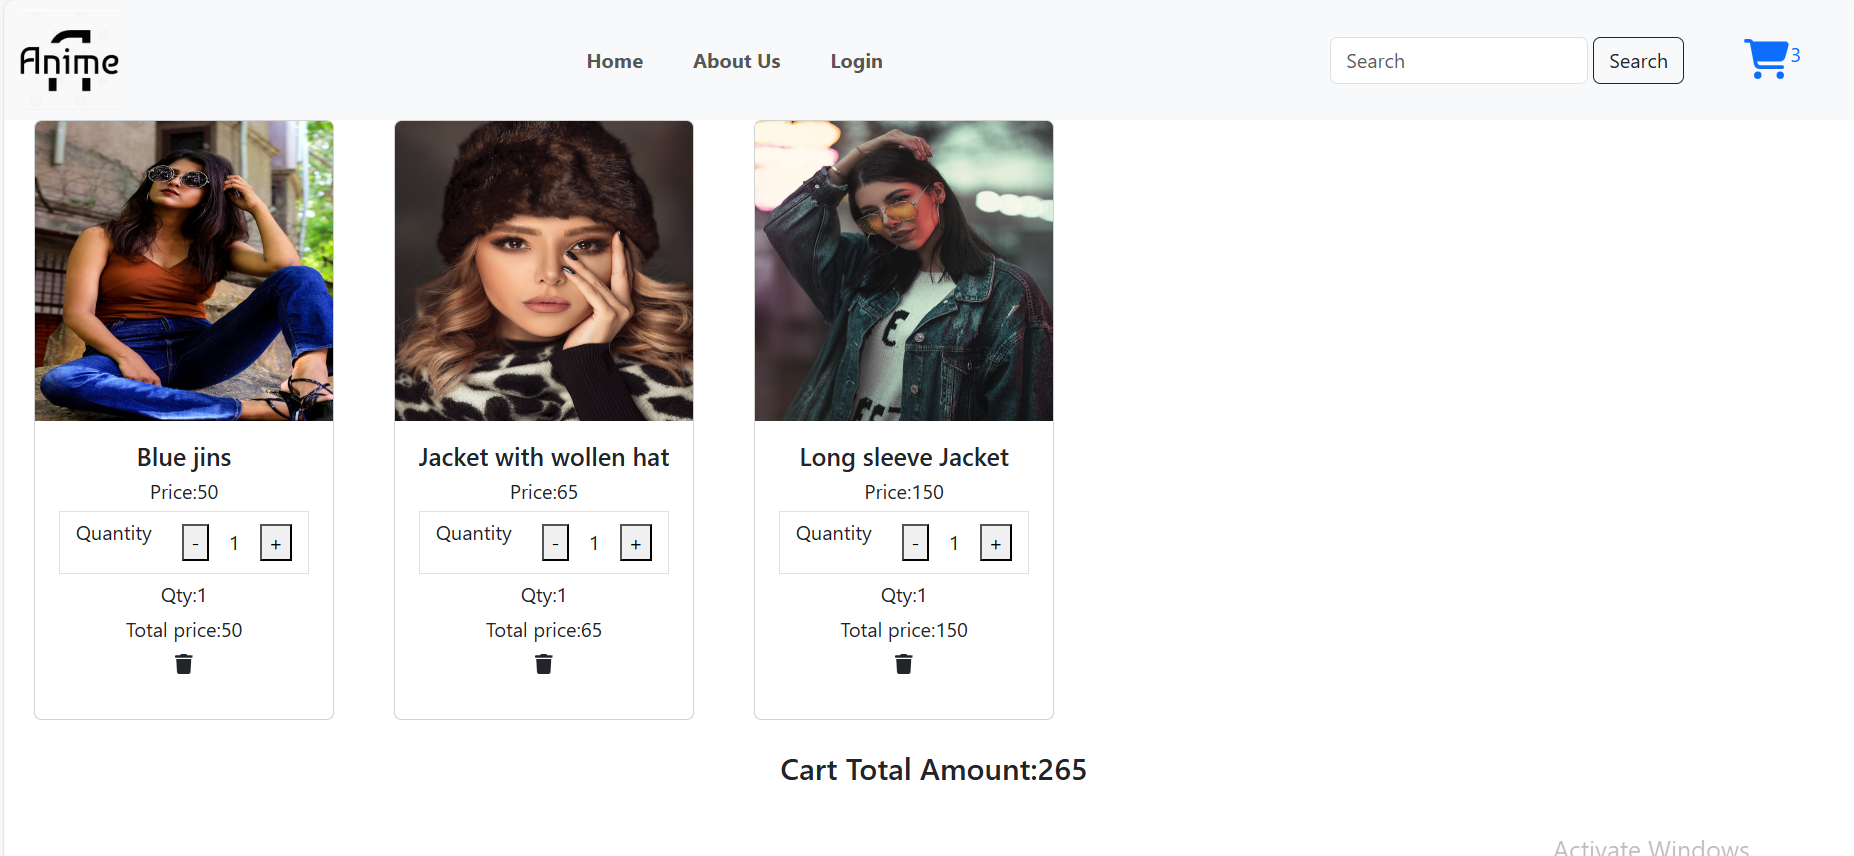 Anime
Home About Us Login
Search Search 3
Blue jins
Price:50
Quantity - 1 +
Qty:1
Total price:50
Jacket with wollen hat
Price:65
Quantity - 1 +
Qty:1
Total price:65
Long sleeve Jacket
Price:150
Quantity - 1 +
Qty:1
Total price:150
Cart Total Amount:265
Activate Windows